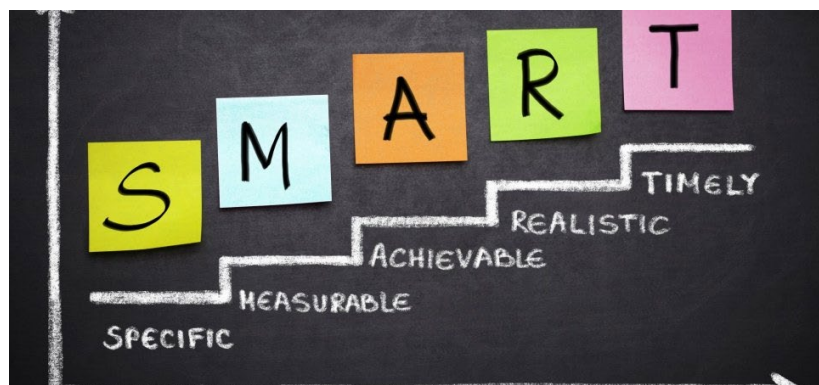 S M A R T
SPECIFIC
MEASURABLE
ACHIEVABLE
REALISTIC
TIMELY